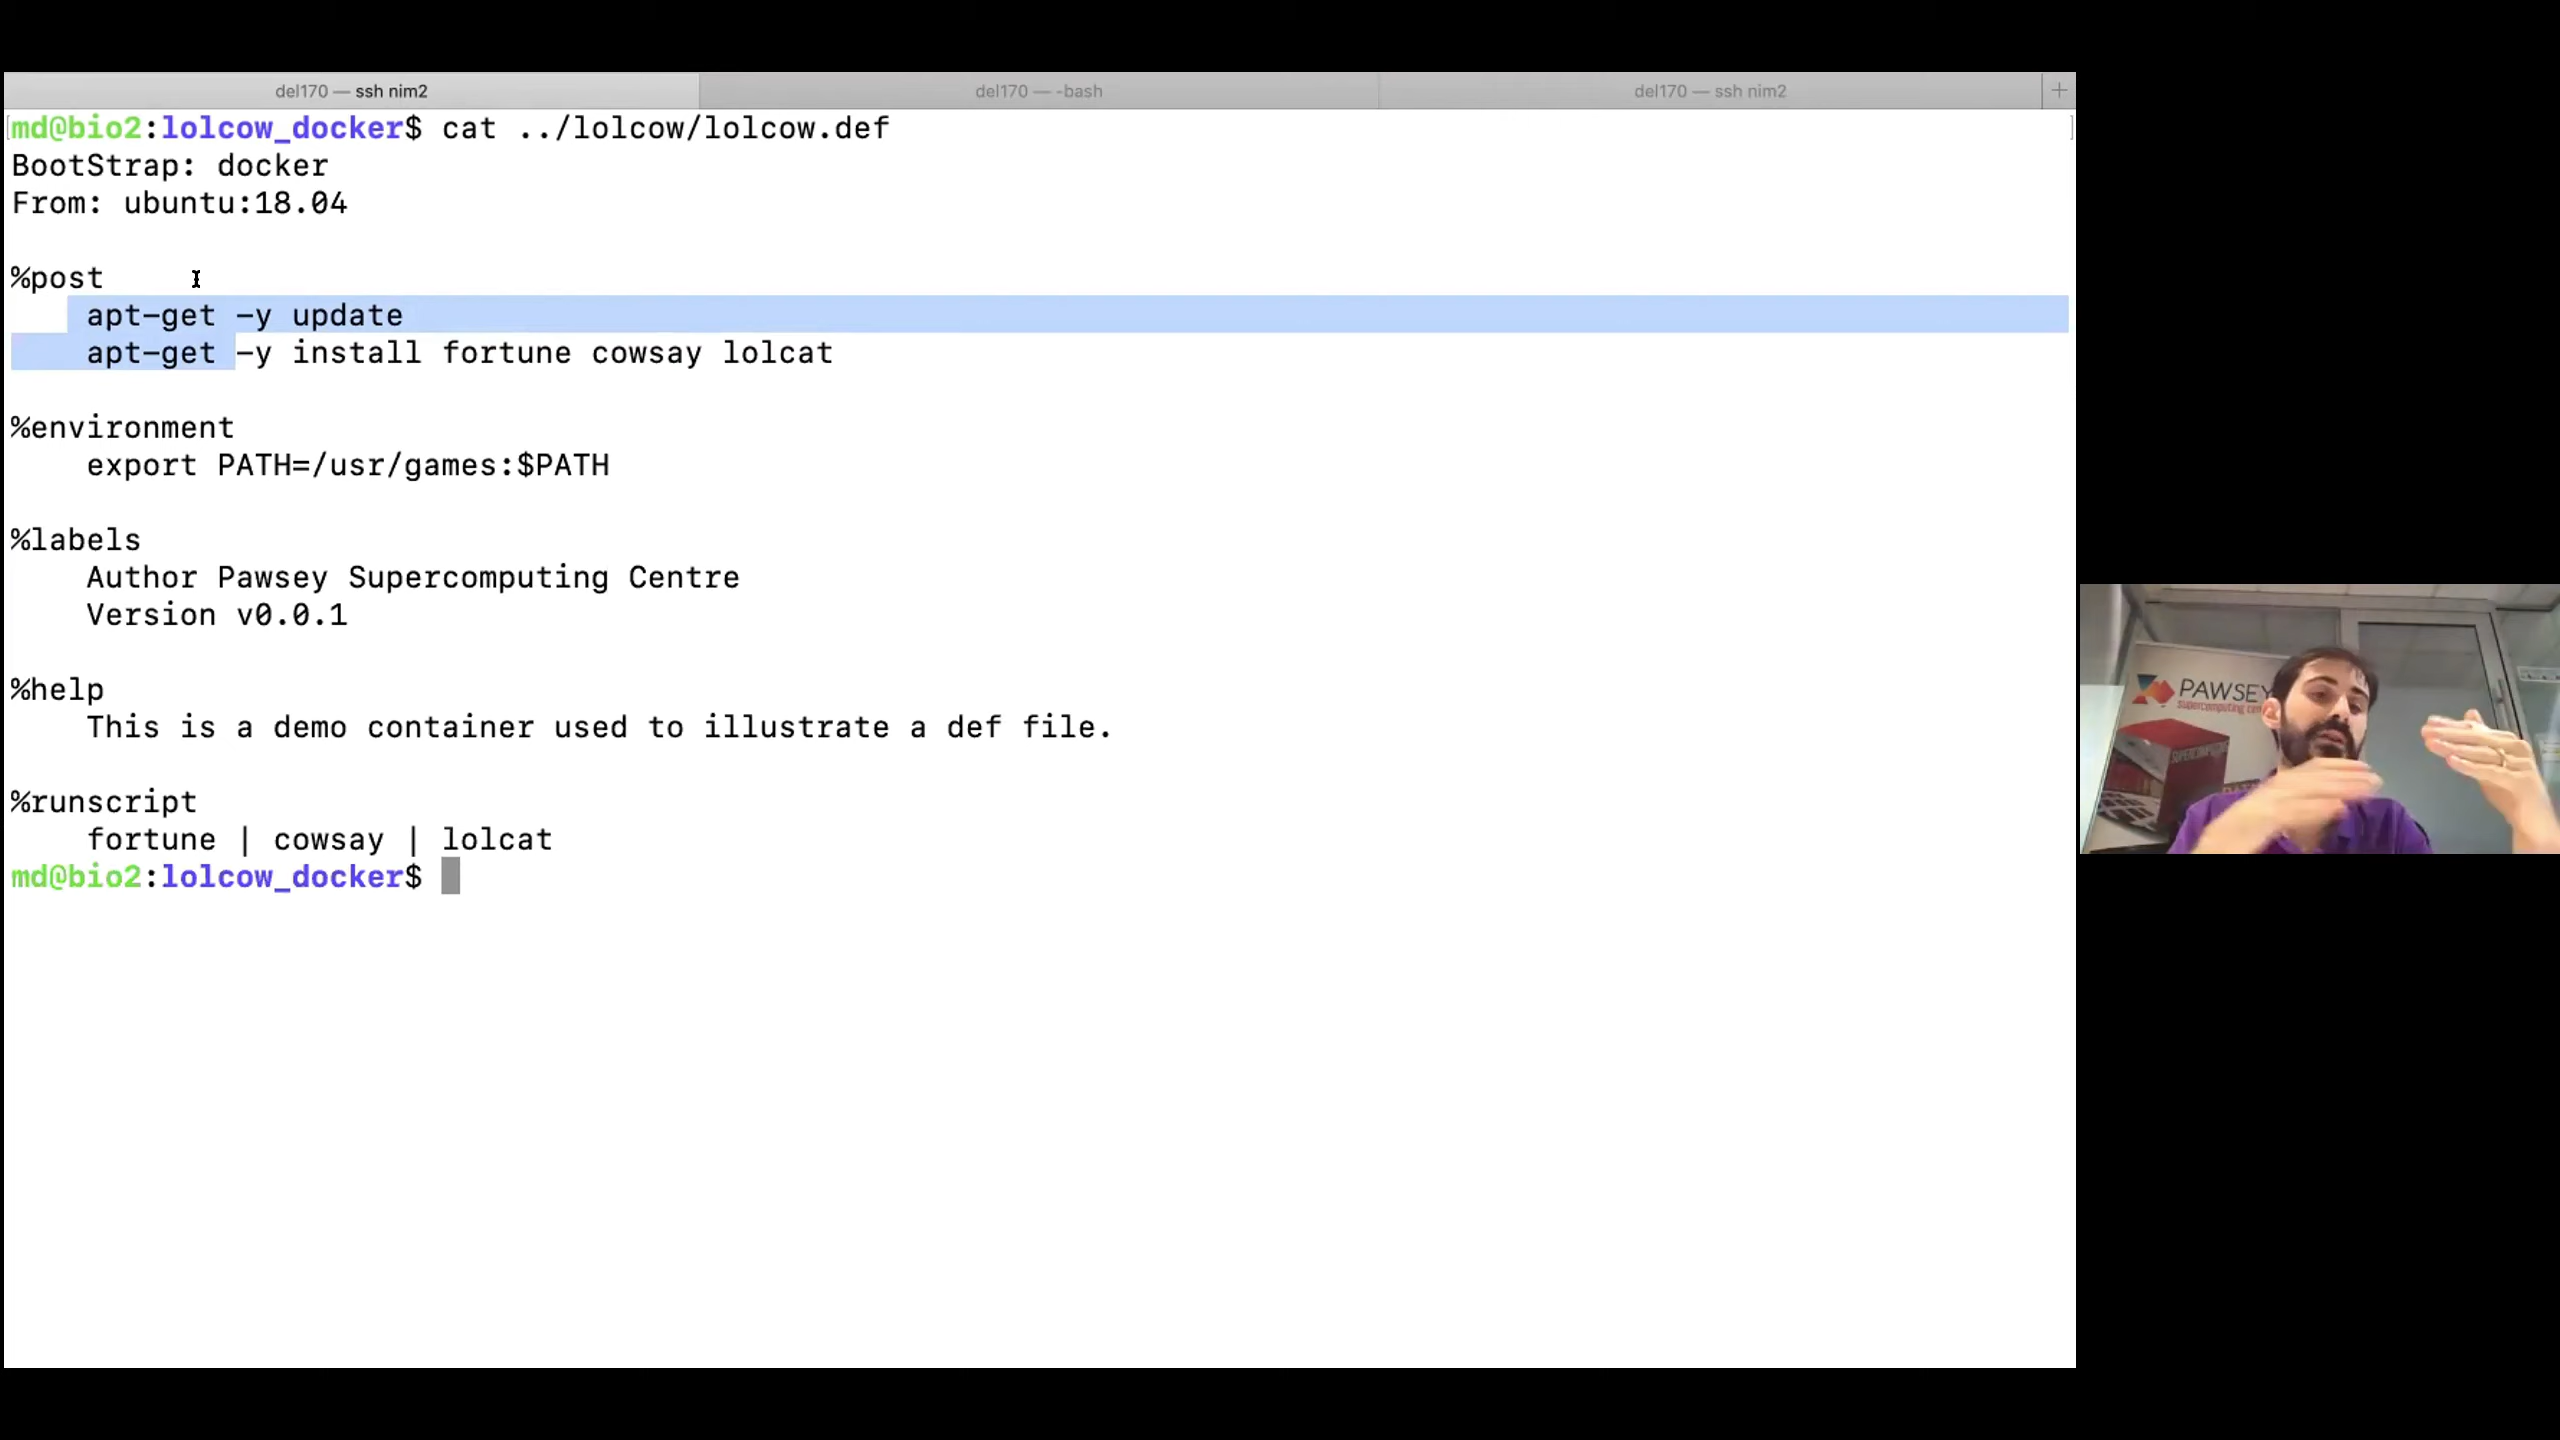 del170 — ssh nim2
del170 — -bash
del170 — ssh nim2
md@bio2:lolcow_docker$ cat ../lolcow/lolcow.def
BootStrap: docker
From: ubuntu:18.04
%post
apt-get -y update
apt-get -y install fortune cowsay lolcat
%environment
export PATH=/usr/games:$PATH
%labels
Author Pawsey Supercomputing Centre
Version v0.0.1
%help
This is a demo container used to illustrate a def file.
%runscript
fortune | cowsay | lolcat
md@bio2:lolcow_docker$
PAWSEY
supercomputing